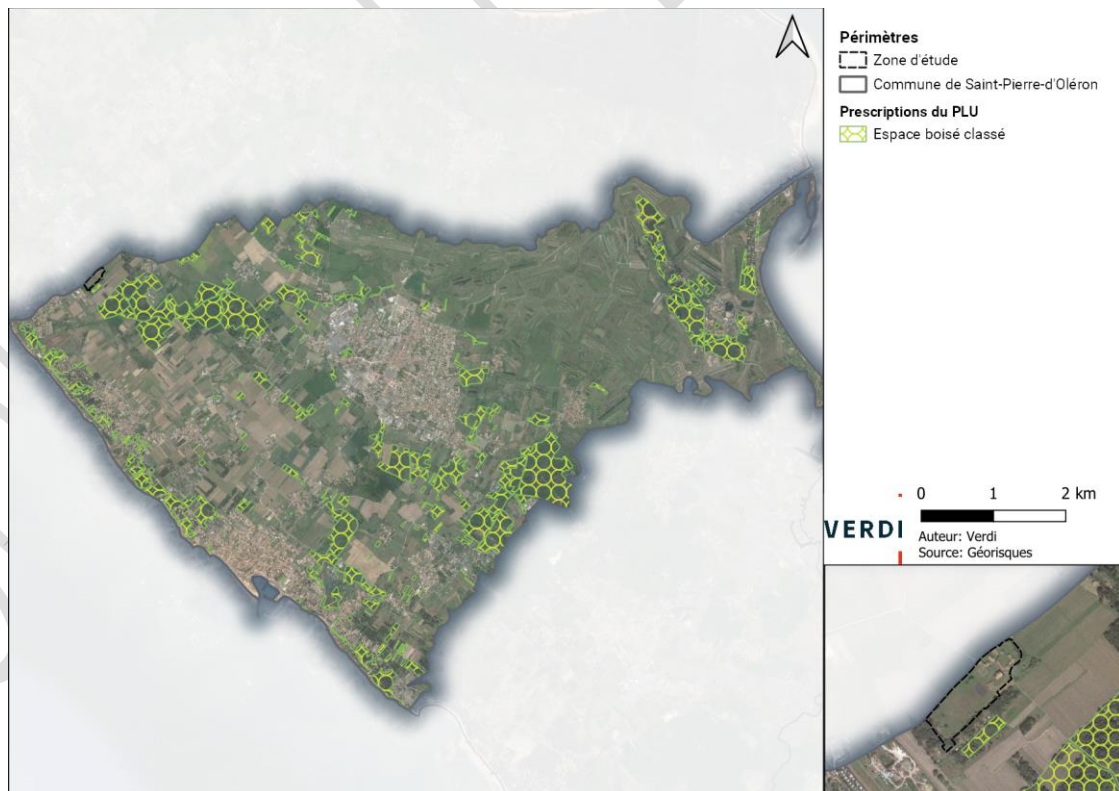 Périmètres
Zone d'étude
Commune de Saint-Pierre-d'Oléron
Prescriptions du PLU
Espace boisé classé
0 1 2 km
VERDI
Auteur: Verdi
Source: Géorisques